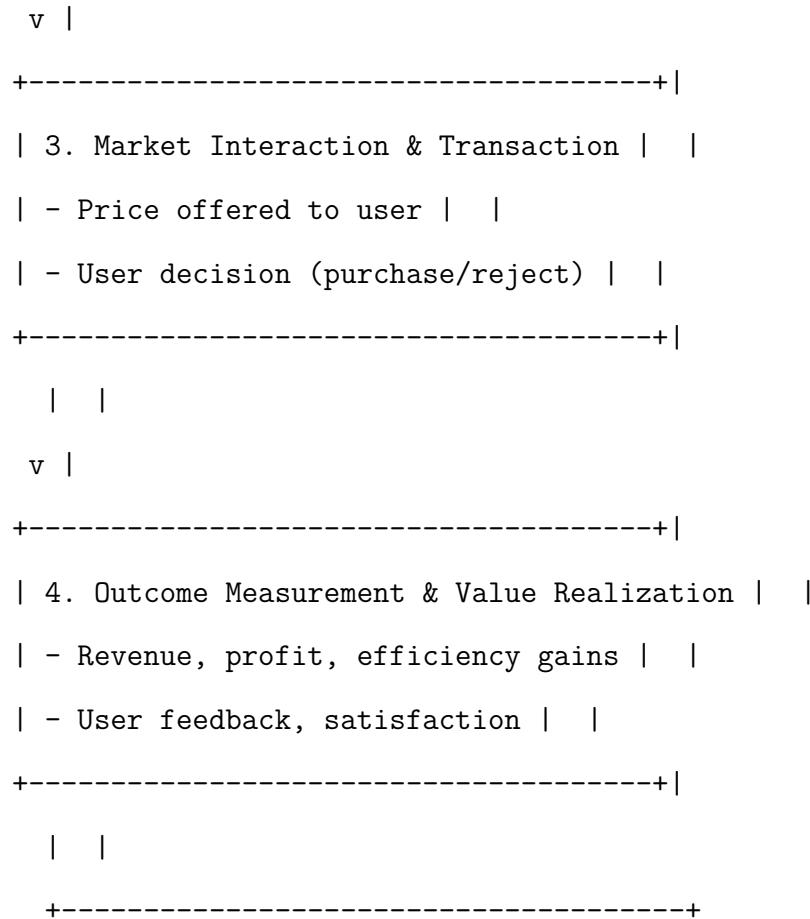 v |
+--------------------------------------+|
| 3. Market Interaction & Transaction | |
| - Price offered to user | |
| - User decision (purchase/reject) | |
+--------------------------------------+|
| |
v |
+--------------------------------------+|
| 4. Outcome Measurement & Value Realization | |
| - Revenue, profit, efficiency gains | |
| - User feedback, satisfaction | |
+--------------------------------------+|
| |
+--------------------------------------+